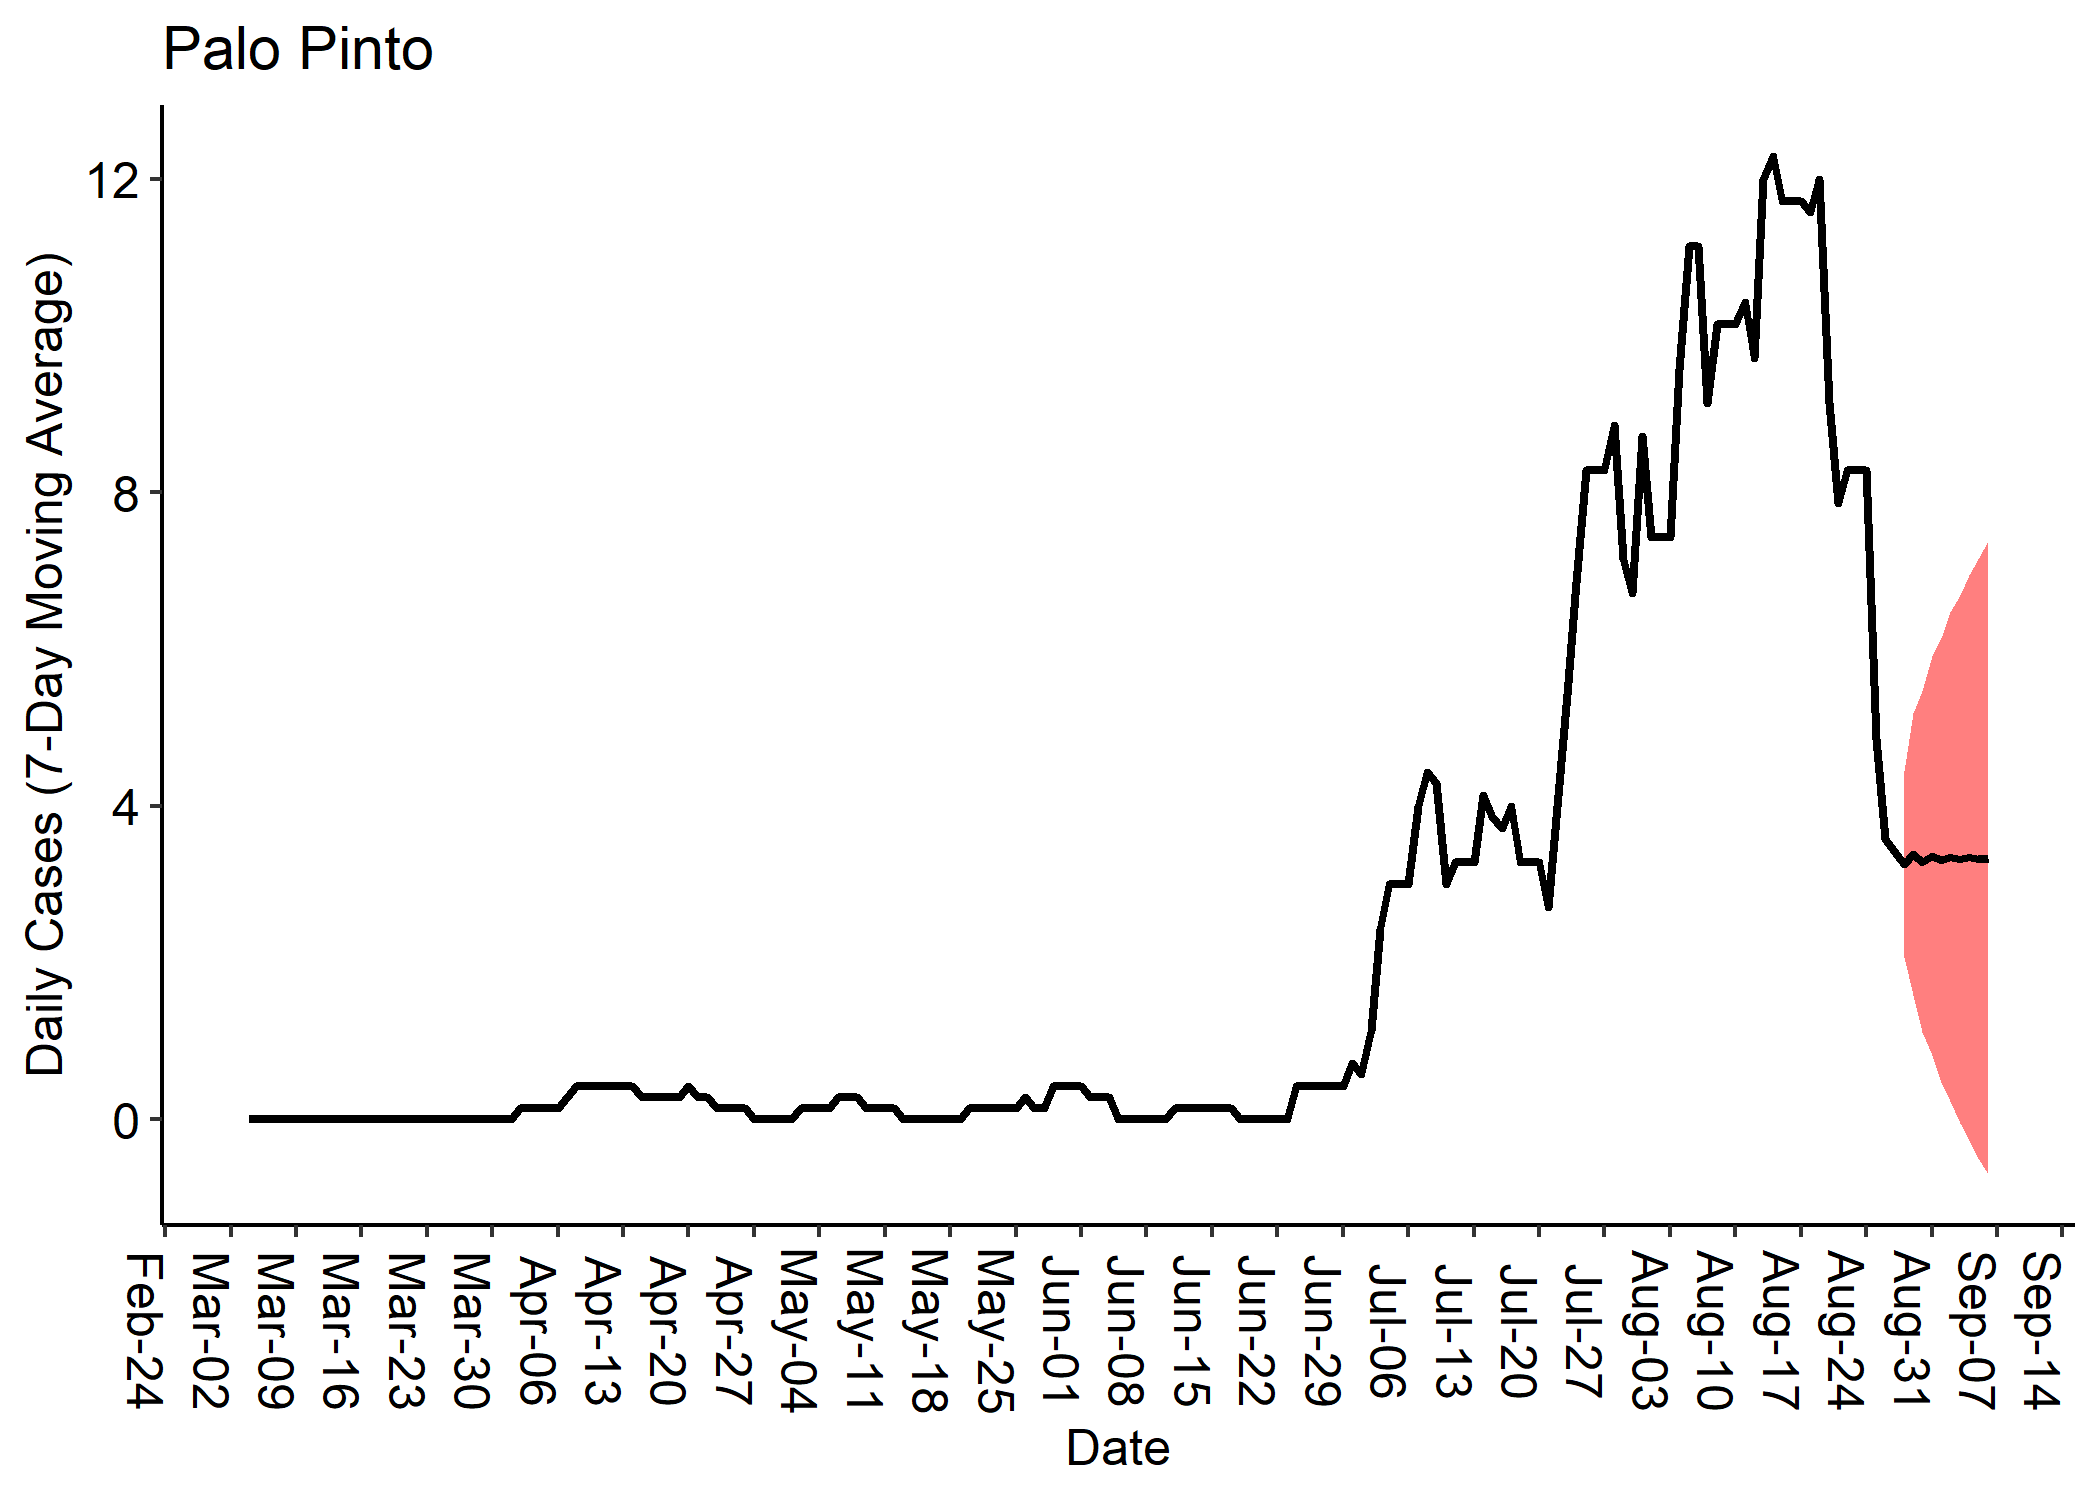 Palo Pinto
Daily Cases (7-Day Moving Average)
12
8
4
0
Feb-24
Mar-02
Mar-09
Mar-16
Mar-23
Mar-30
Apr-06
Apr-13
Apr-20
Apr-27
May-04
May-11
May-18
May-25
Jun-01
Jun-08
Jun-15
Jun-22
Jun-29
Jul-06
Jul-13
Jul-20
Jul-27
Aug-03
Aug-10
Aug-17
Aug-24
Aug-31
Sep-07
Sep-14
Date